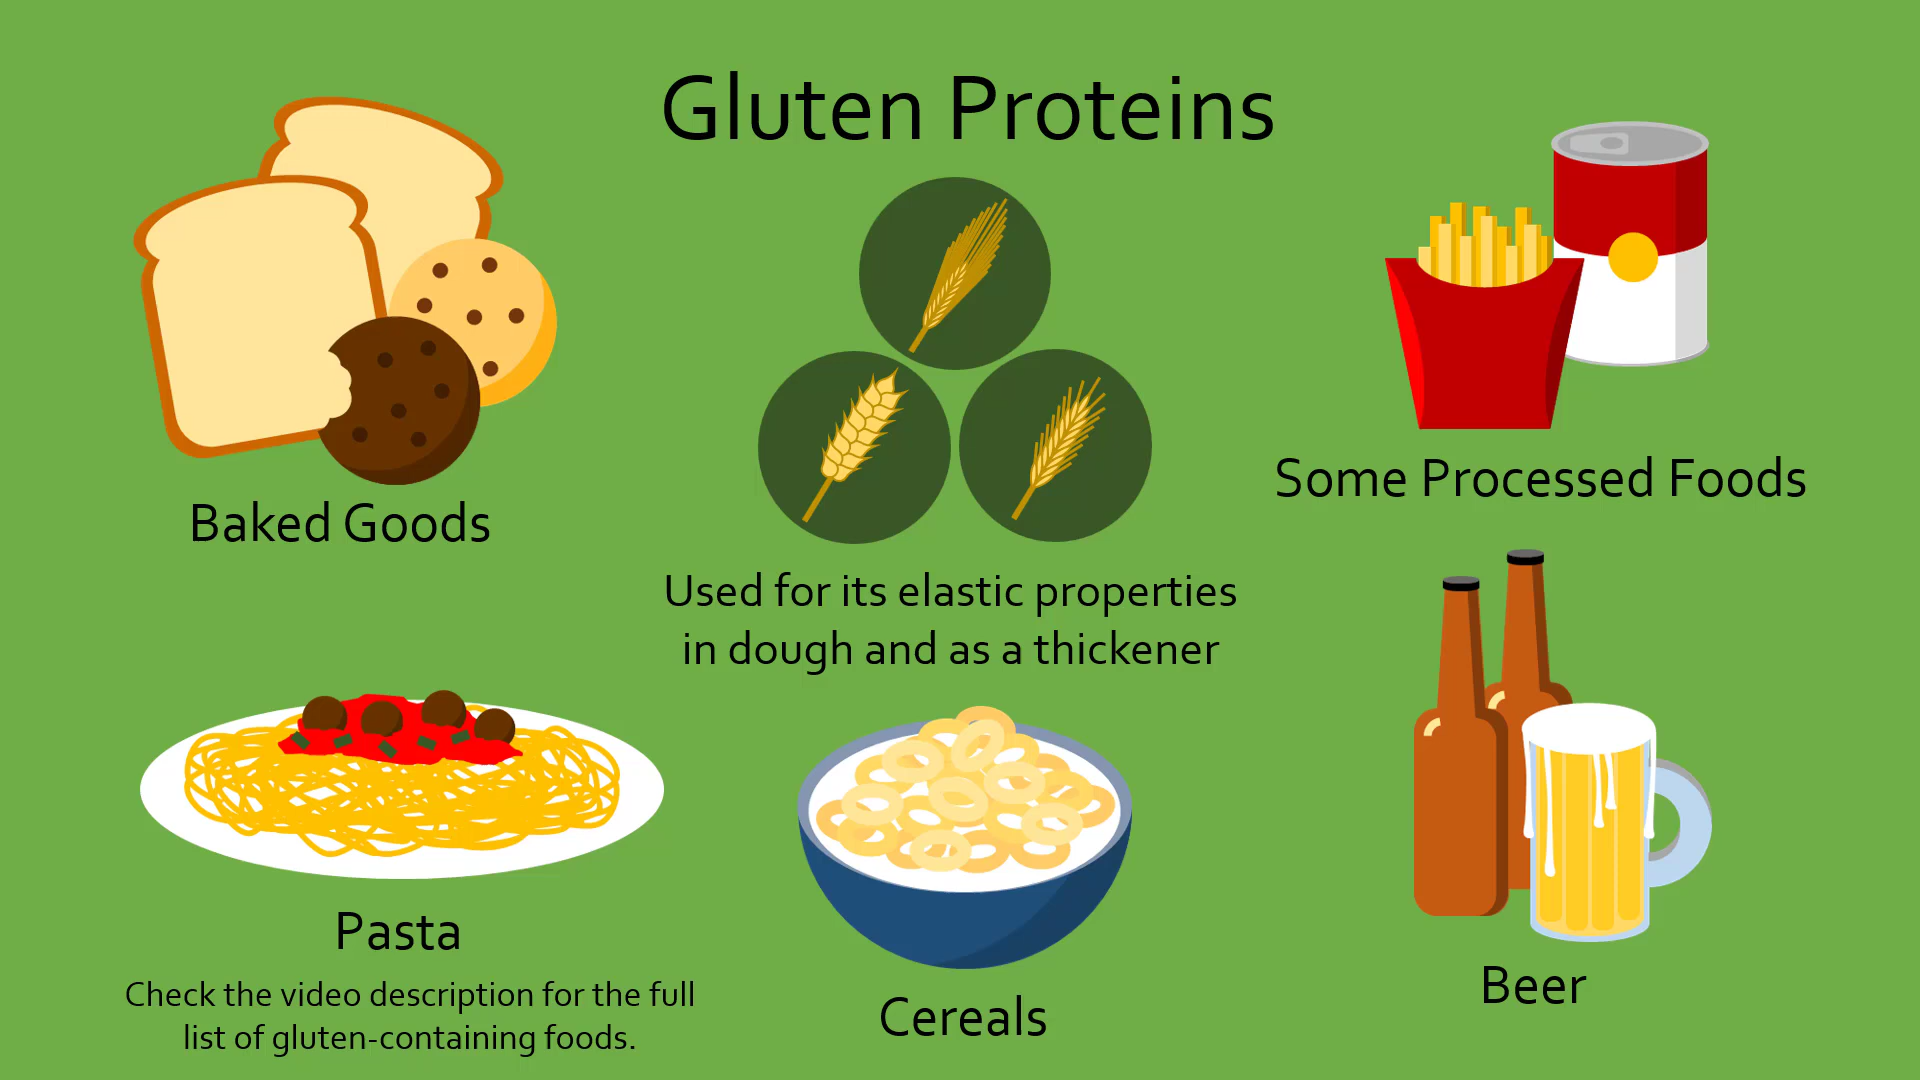 Gluten Proteins
Baked Goods
Some Processed Foods
Used for its elastic properties
in dough and as a thickener
Pasta
Check the video description for the full
list of gluten-containing foods.
Cereals
Beer